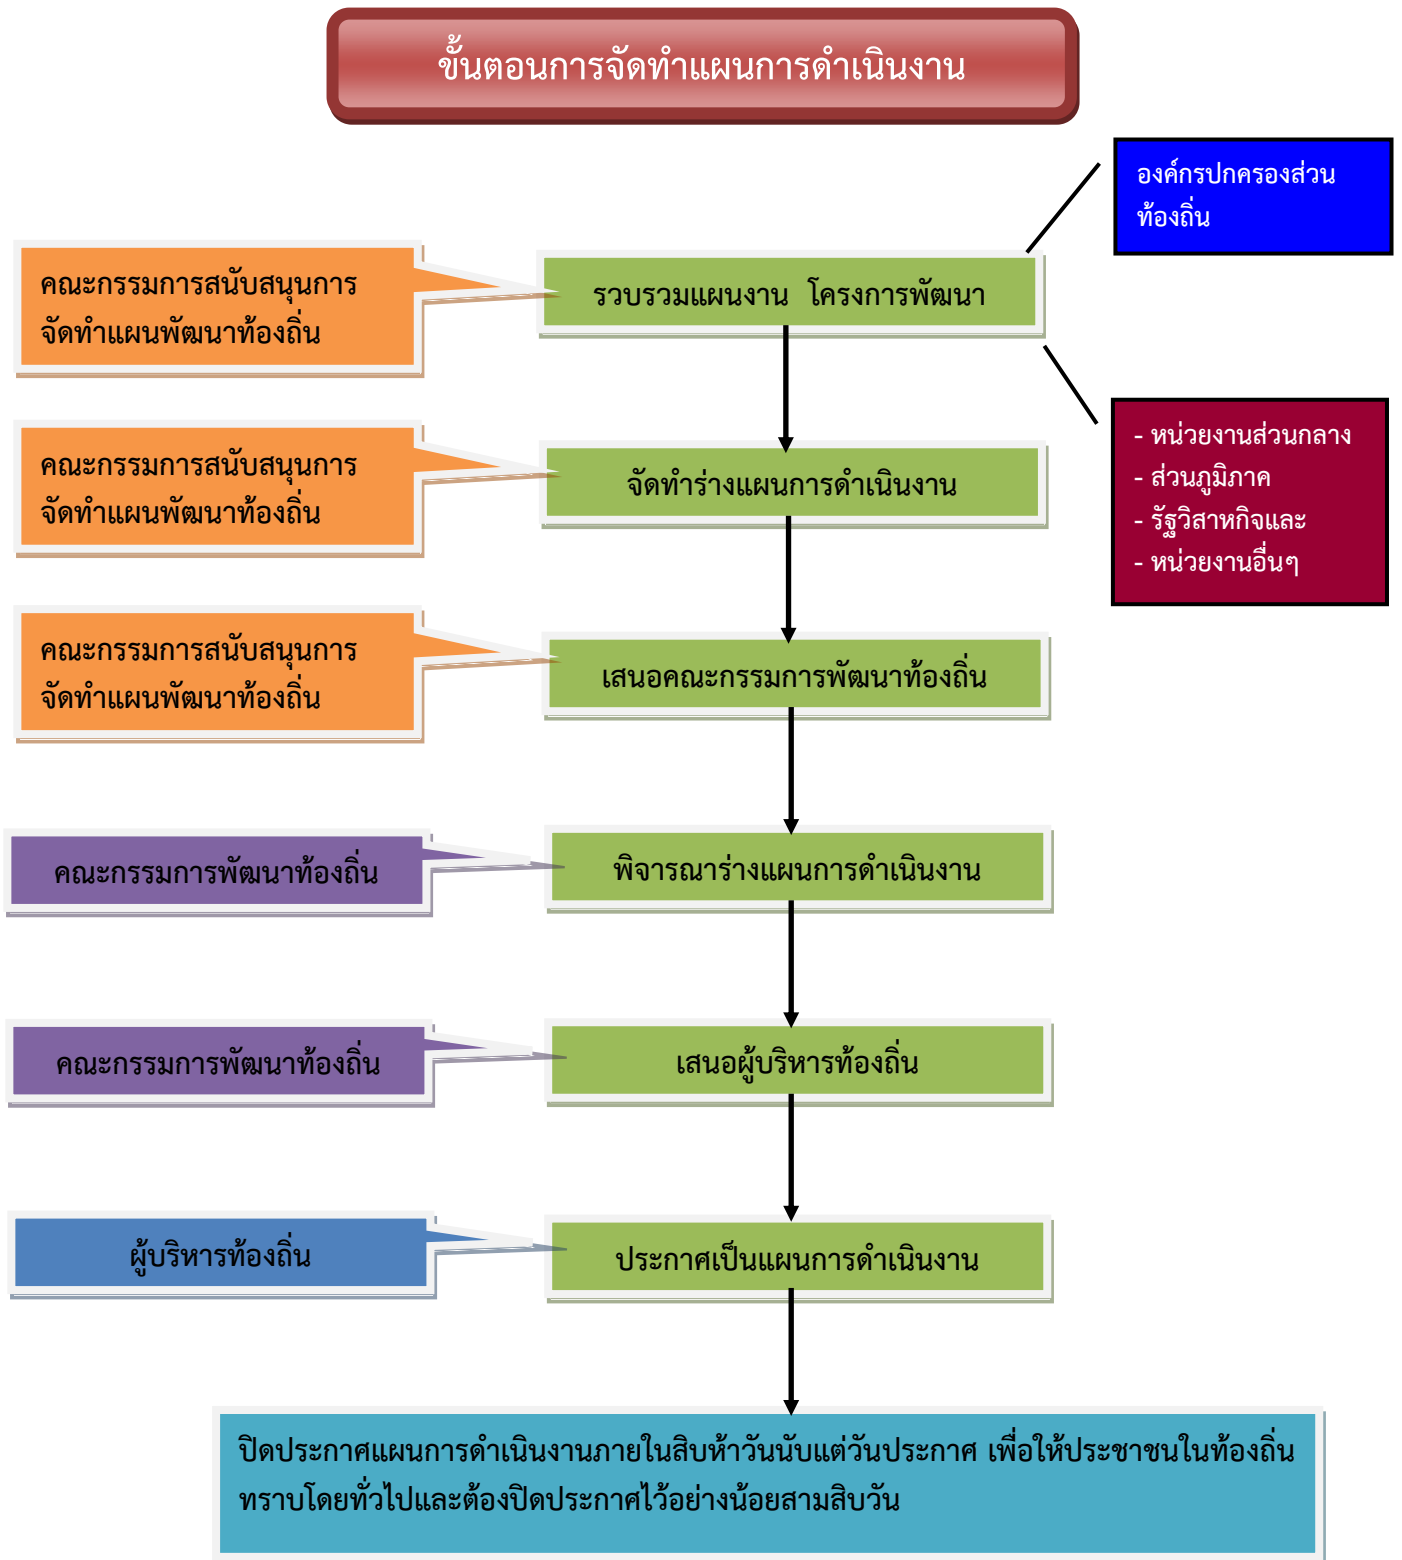 ขั้นตอนการจัดทำแผนการดำเนินงาน
องค์กรปกครองส่วน
ท้องถิ่น
คณะกรรมการสนับสนุนการ
จัดทำแผนพัฒนาท้องถิ่น
รวบรวมแผนงาน โครงการพัฒนา
- หน่วยงานส่วนกลาง
- ส่วนภูมิภาค
- รัฐวิสาหกิจและ
- หน่วยงานอื่นๆ
คณะกรรมการสนับสนุนการ
จัดทำแผนพัฒนาท้องถิ่น
จัดทำร่างแผนการดำเนินงาน
คณะกรรมการสนับสนุนการ
จัดทำแผนพัฒนาท้องถิ่น
เสนอคณะกรรมการพัฒนาท้องถิ่น
คณะกรรมการพัฒนาท้องถิ่น
พิจารณาร่างแผนการดำเนินงาน
คณะกรรมการพัฒนาท้องถิ่น
เสนอผู้บริหารท้องถิ่น
ผู้บริหารท้องถิ่น
ประกาศเป็นแผนการดำเนินงาน
ปิดประกาศแผนการดำเนินงานภายในสิบห้าวันนับแต่วันประกาศ เพื่อให้ประชาชนในท้องถิ่น
ทราบโดยทั่วไปและต้องปิดประกาศไว้อย่างน้อยสามสิบวัน